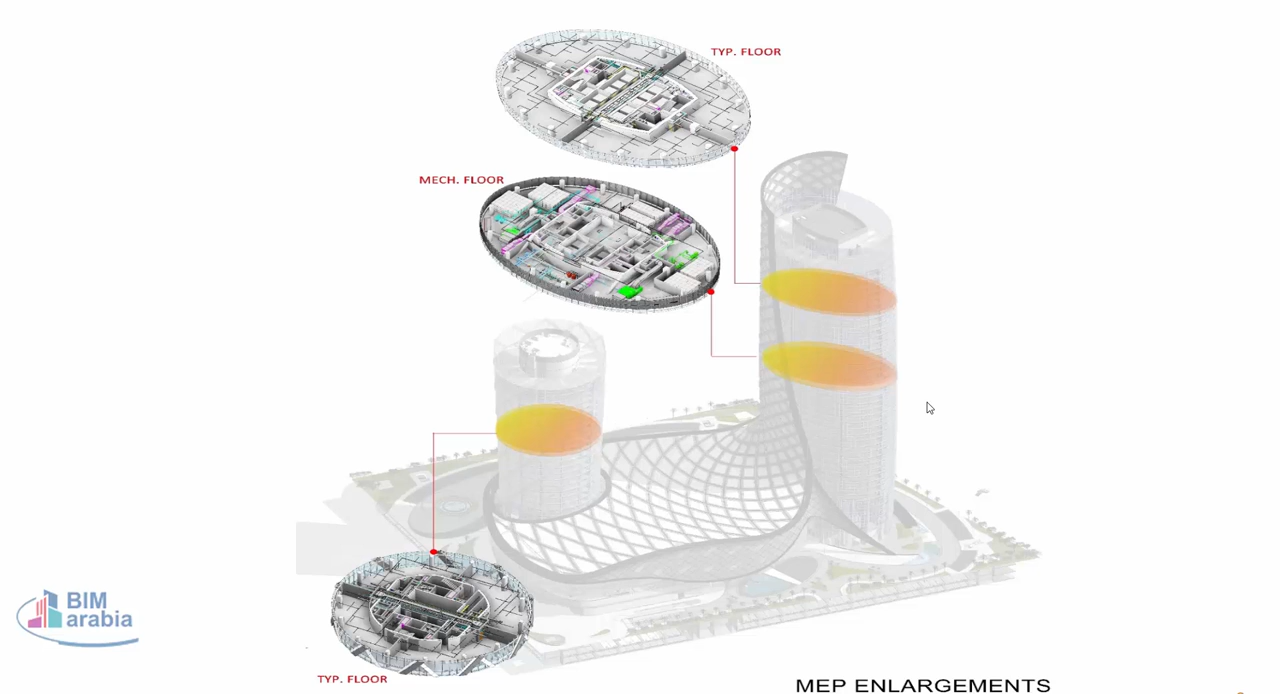 TYP. FLOOR
MECH. FLOOR
BIM
arabia
TYP. FLOOR
MEP ENLARGEMENTS